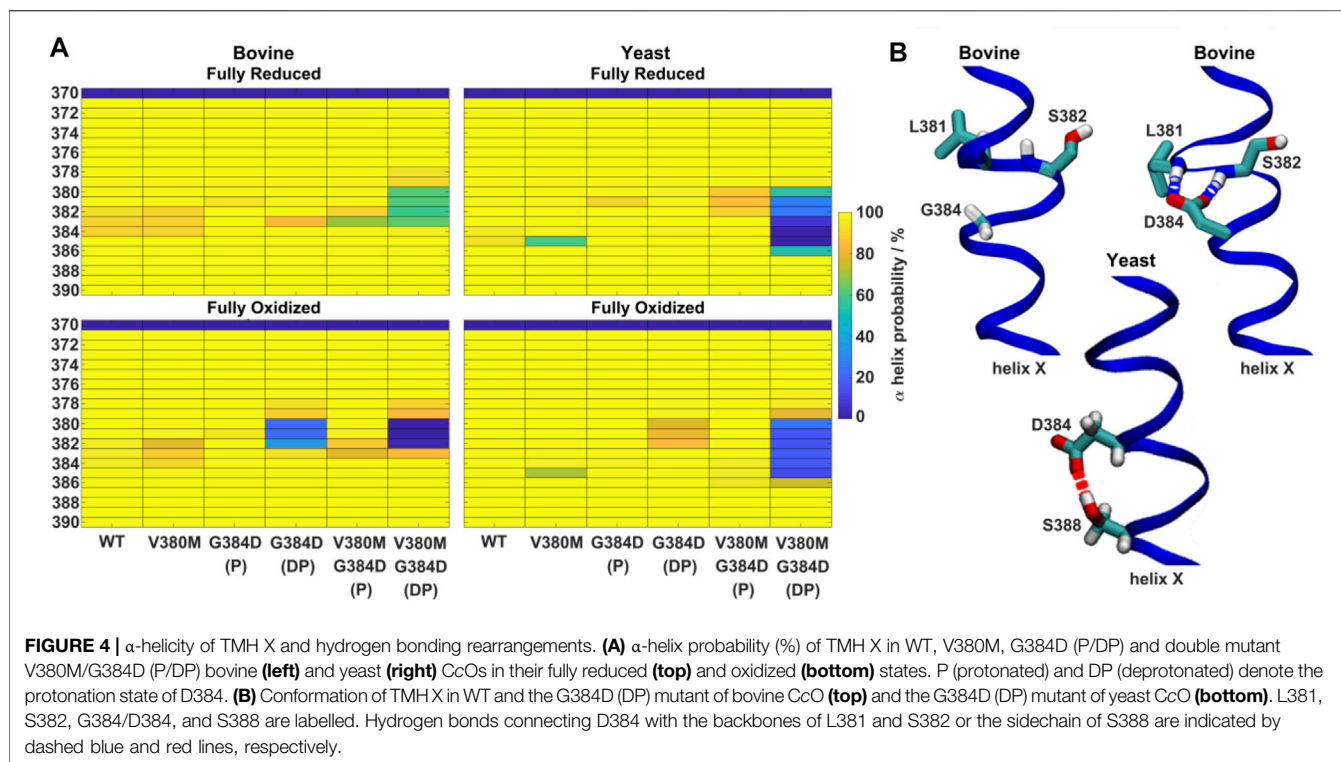 A
Bovine
Fully Reduced
Yeast
Fully Reduced
370
372
374
376
378
380
382
384
386
388
390
Fully Oxidized
Fully Oxidized
370
372
374
376
378
380
382
384
386
388
390
WT V380M G384D (P) G384D (DP) V380M G384D (P) V380M G384D (DP)
WT V380M G384D (P) G384D (DP) V380M G384D (P) V380M G384D (DP)
100
80
60
40
20
0
α helix probability / %
B
Bovine
L381
S382
G384
helix X
Bovine
L381
S382
D384
helix X
Yeast
D384
S388
helix X
FIGURE 4 | α-helicity of TMH X and hydrogen bonding rearrangements. (A) α-helix probability (%) of TMH X in WT, V380M, G384D (P/DP) and double mutant
V380M/G384D (P/DP) bovine (left) and yeast (right) CcOs in their fully reduced (top) and oxidized (bottom) states. P (protonated) and DP (deprotonated) denote the
protonation state of D384. (B) Conformation of TMH X in WT and the G384D (DP) mutant of bovine CcO (top) and the G384D (DP) mutant of yeast CcO (bottom). L381,
S382, G384/D384, and S388 are labelled. Hydrogen bonds connecting D384 with the backbones of L381 and S382 or the sidechain of S388 are indicated by
dashed blue and red lines, respectively.